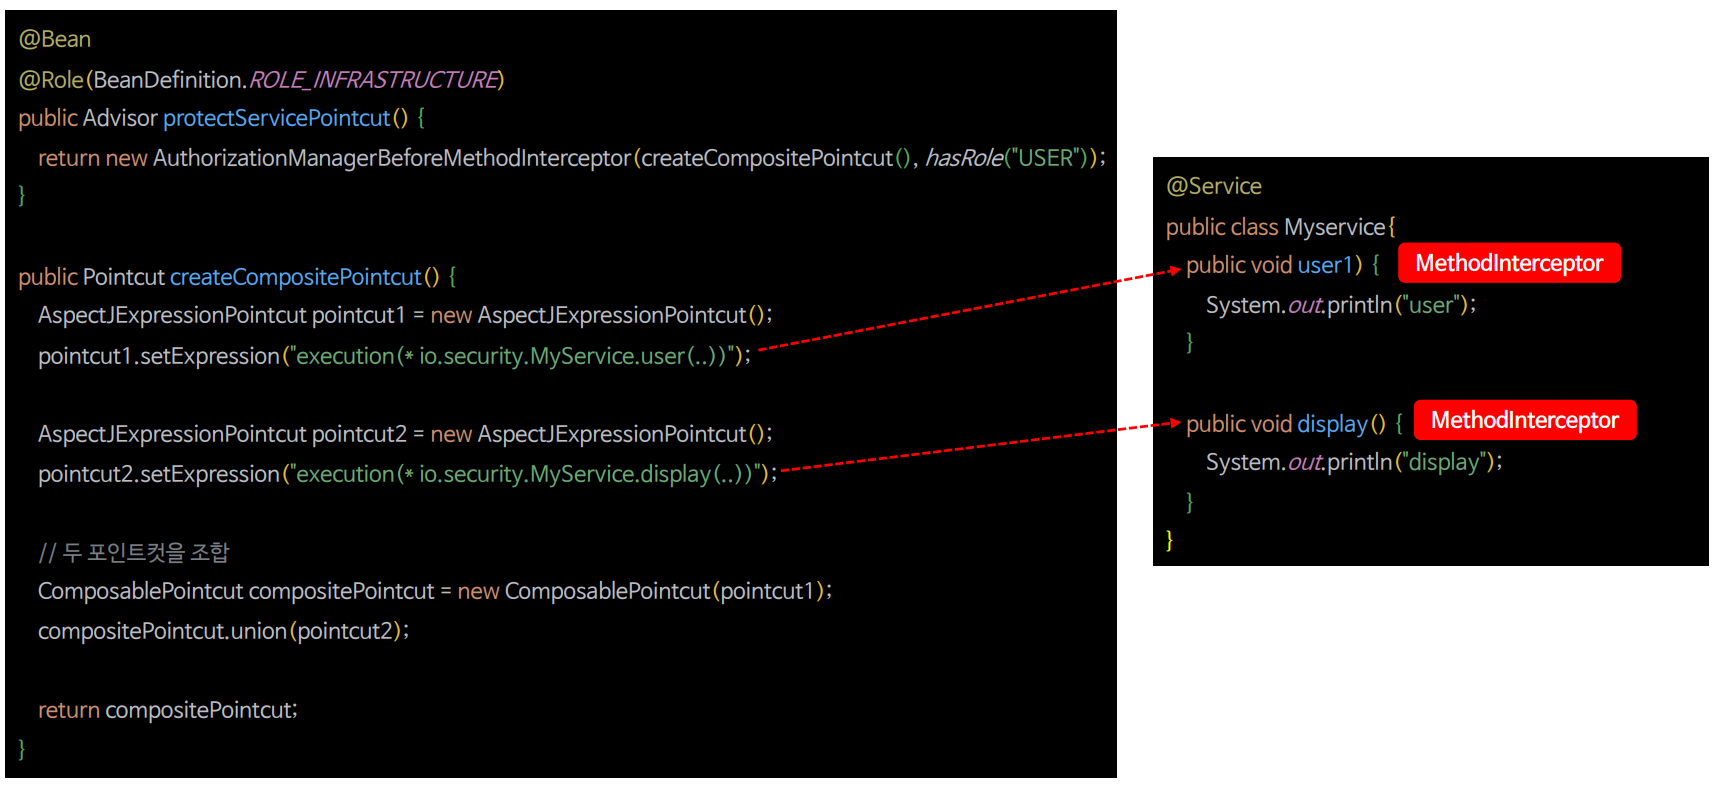 @Bean
@Role(BeanDefinition.ROLE_INFRASTRUCTURE)
public Advisor protectServicePointcut() {
return new AuthorizationManagerBeforeMethodInterceptor(createCompositePointcut(), hasRole("USER"));
}
public Pointcut createCompositePointcut() {
AspectJExpressionPointcut pointcut1 = new AspectJExpressionPointcut();
pointcut1.setExpression("execution(* io.security.MyService.user(..))");
AspectJExpressionPointcut pointcut2 = new AspectJExpressionPointcut();
pointcut2.setExpression("execution(* io.security.MyService.display(..))");
// 두 포인트컷을 조합
ComposablePointcut compositePointcut = new ComposablePointcut(pointcut1);
compositePointcut.union(pointcut2);
return compositePointcut;
}
@Service
public class Myservice{
public void user1) { MethodInterceptor
System.out.println("user");
}
public void display() { MethodInterceptor
System.out.println("display");
}
}